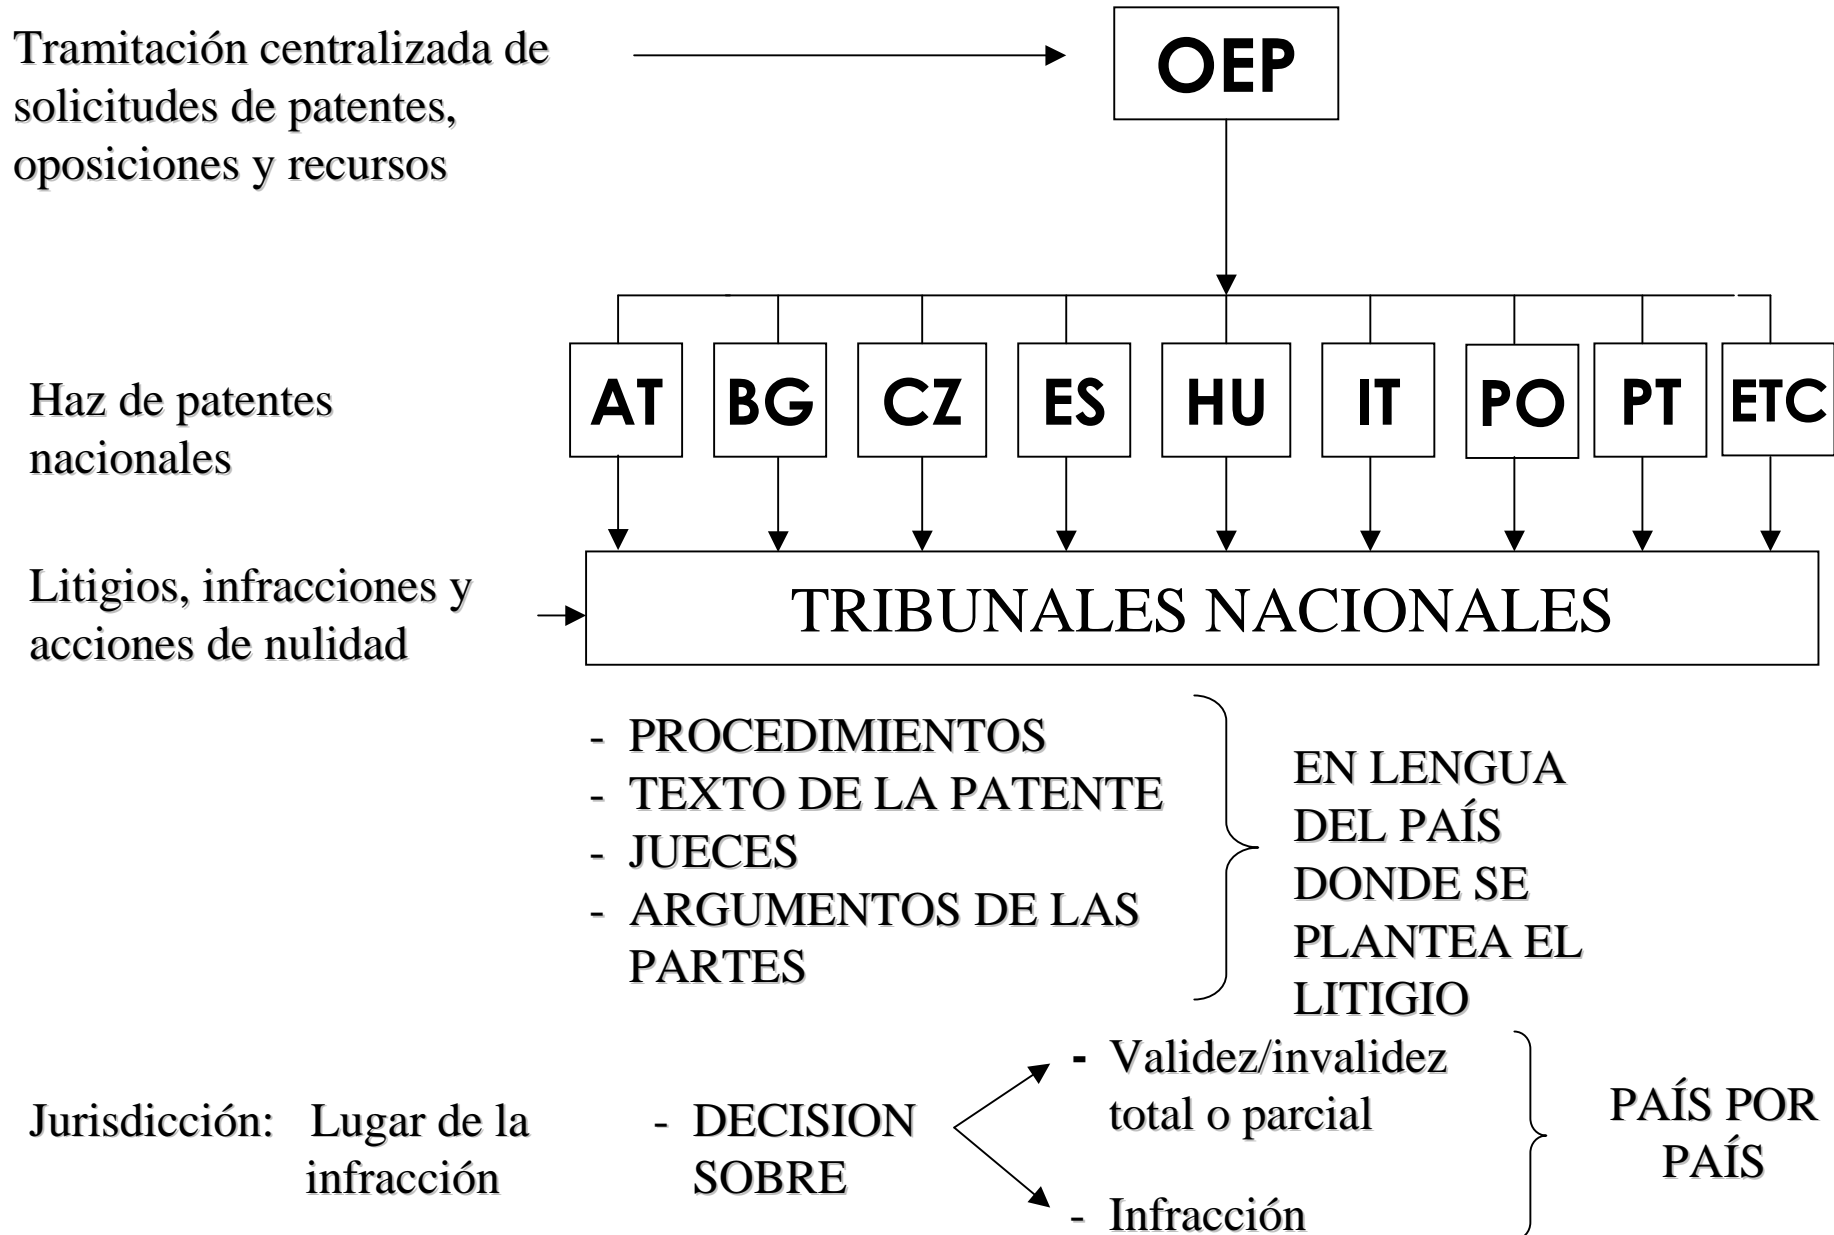 Tramitación centralizada de
solicitudes de patentes,
oposiciones y recursos
OEP
Haz de patentes
nacionales
AT BG CZ ES HU IT PO PT ETC
Litigios, infracciones y
acciones de nulidad
TRIBUNALES NACIONALES
- PROCEDIMIENTOS
- TEXTO DE LA PATENTE
- JUECES
- ARGUMENTOS DE LAS
PARTES
EN LENGUA
DEL PAÍS
DONDE SE
PLANTEA EL
LITIGIO
Jurisdicción: Lugar de la
infracción
- DECISION
SOBRE
- Validez/invalidez
total o parcial
- Infracción
PAÍS POR
PAÍS